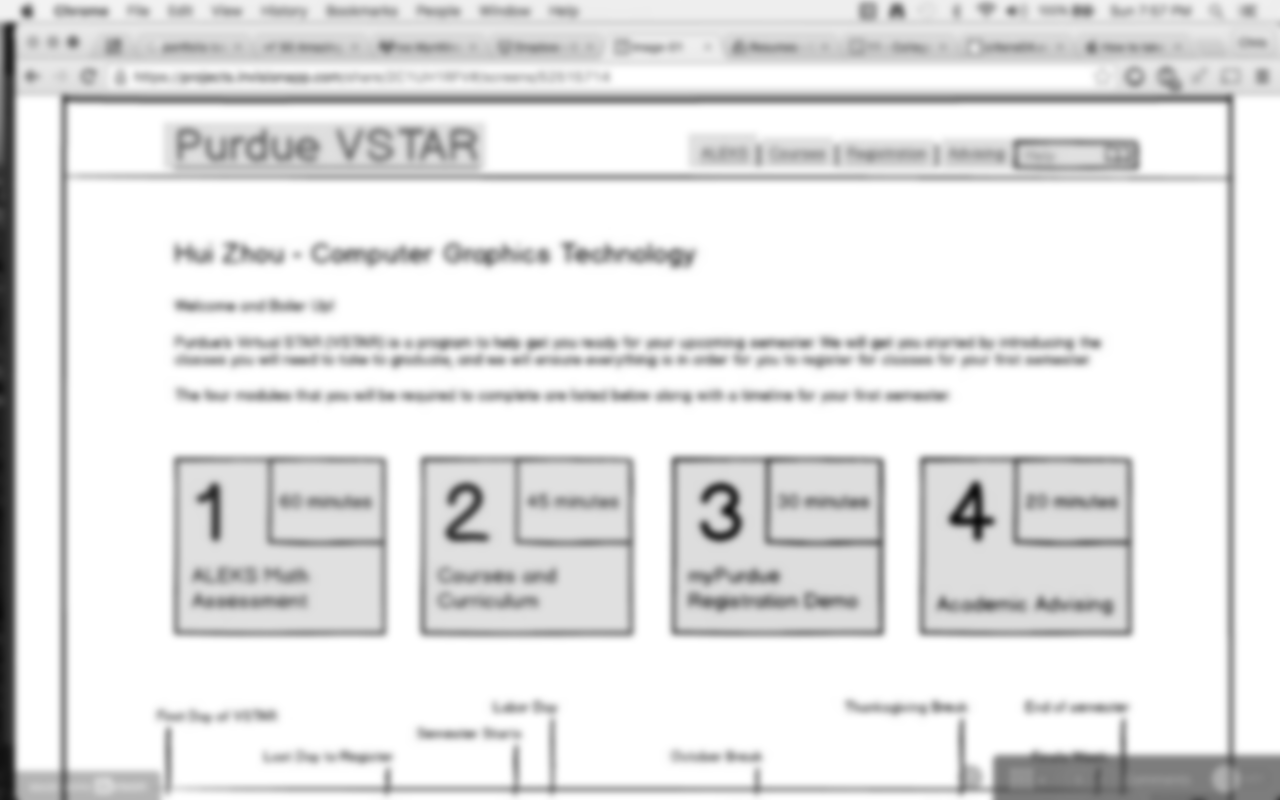 Chrome File Edit View History Bookmarks People Window Help Sun 7:57 PM
Purdue VSTAR
ALEKS | Courses | Registration | Advising
Hui Zhou - Computer Graphics Technology
Welcome and Boiler Up!
Purdue's Virtual STAR (VSTAR) is a program to help get you ready for your upcoming semester. We will get you started by introducing the
classes you will need to take to graduate, and we will ensure everything is in order for you to register for classes for your first semester.
The four modules that you will be required to complete are listed below along with a timeline for your first semester.
1 60 minutes
ALEKS Math
Assessment
2 45 minutes
Courses and
Curriculum
3 30 minutes
myPurdue
Registration Demo
4 20 minutes
Academic Advising
First Day of VSTAR
Last Day to Register
Semester Starts
Labor Day
October Break
Thanksgiving Break
End of semester